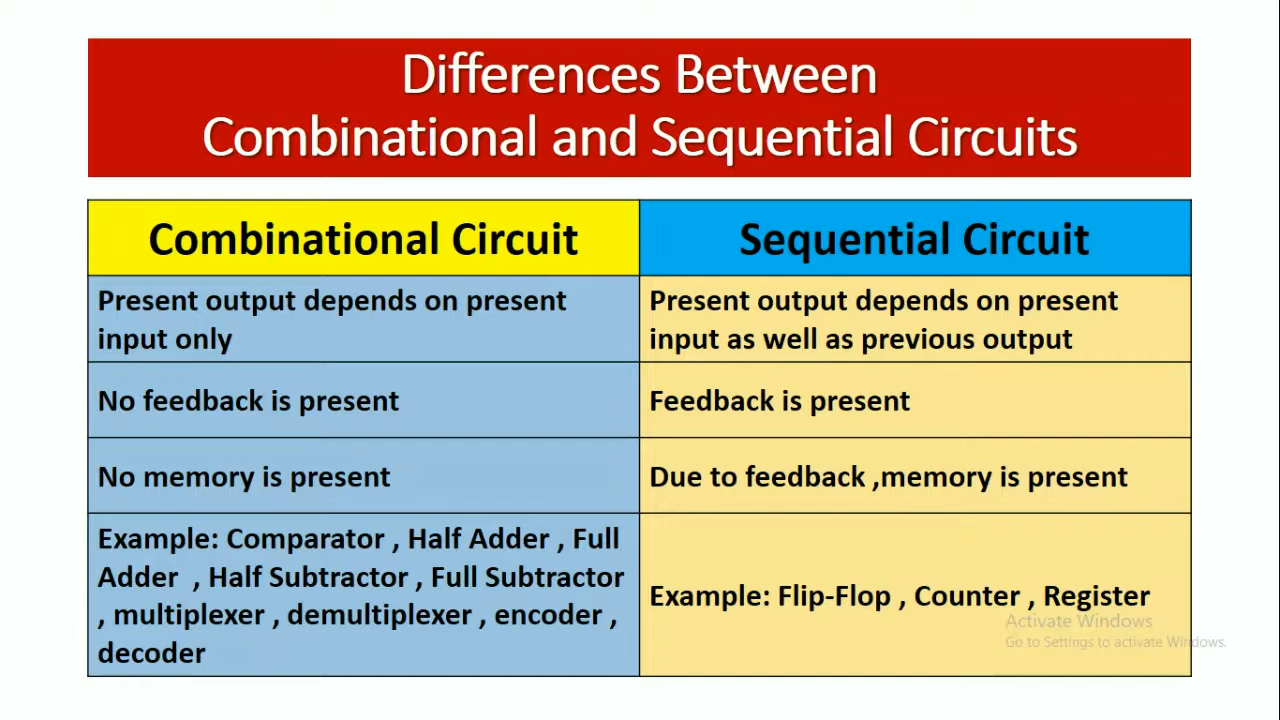 Differences Between
Combinational and Sequential Circuits
Combinational Circuit
Sequential Circuit
Present output depends on present
input only
Present output depends on present
input as well as previous output
No feedback is present
Feedback is present
No memory is present
Due to feedback ,memory is present
Example: Comparator , Half Adder , Full
Adder , Half Subtractor , Full Subtractor
, multiplexer , demultiplexer , encoder ,
decoder
Example: Flip-Flop , Counter , Register
Activate Windows
Go to Settings to activate Windows.